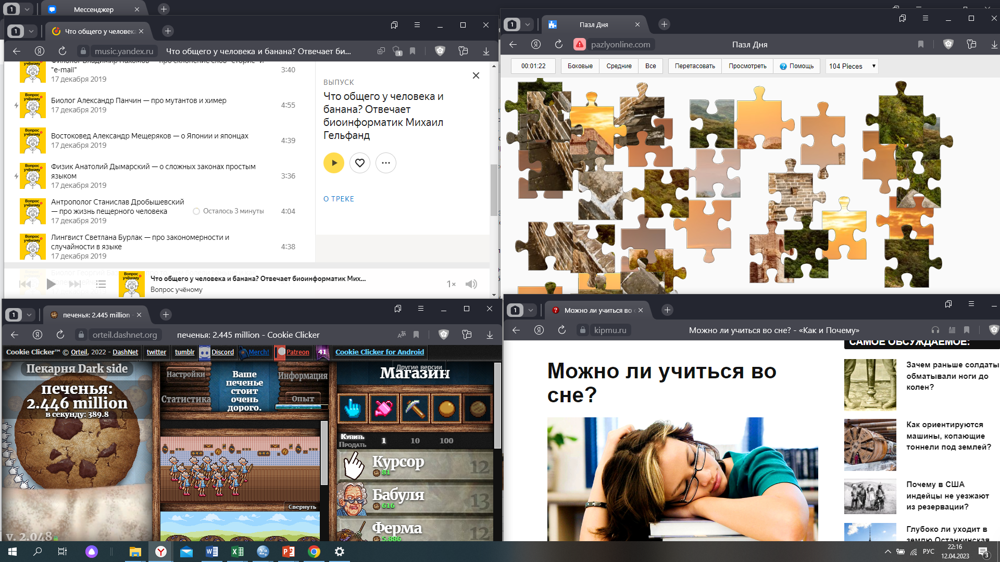 1
Мессенджер
1
Что общего у человека
music.yandex.ru
Что общего у человека и банана? Отвечает би...
1
"e-mail"
17 декабря 2019
3:40
Биолог Александр Панчин — про мутантов и химер
17 декабря 2019
4:55
Востоковед Александр Мещеряков — о Японии и японцах
17 декабря 2019
4:39
Физик Анатолий Дымарский — о сложных законах простым
языком
17 декабря 2019
3:36
Антрополог Станислав Дробышевский
— про жизнь пещерного человека
17 декабря 2019
Осталось 3 минуты
4:04
Лингвист Светлана Бурлак — про закономерности и
случайности в языке
17 декабря 2019
4:38
Вопрос
учёному
ВЫПУСК
Что общего у человека и
банана? Отвечает
биоинформатик Михаил
Гельфанд
О ТРЕКЕ
Что общего у человека и банана? Отвечает биоинформатик Мих...
Вопрос учёному
1×
1
Пазл Дня
pazlyonline.com
Пазл Дня
00:01:22
Боковые
Средние
Все
Перетасовать
Просмотреть
Помощь
104 Pieces
1
печенья: 2.445 million -
orteil.dashnet.org
печенья: 2.445 million - Cookie Clicker
Cookie Clicker™ © Orteil, 2022 - DashNet
twitter
tumblr
Discord
Merch!
Patreon
41
Cookie Clicker for Android
Другие версии
Пекарня Dark side
печенья:
2.446 million
в секунду: 389.8
v. 2.048
Настройки
Статистика
Ваше
печенье
стоит
очень
дорого.
Информация
Опыт
Свернуть
Магазин
Купить
Продать
1
10
100
Курсор
81
12
Бабуля
616
13
Ферма
5,886
12
1
Можно ли учиться во с
kipmu.ru
Можно ли учиться во сне? - «Как и Почему»
САМОЕ ОБСУЖДАЕМОЕ:
Можно ли учиться во
сне?
Зачем раньше солдаты
обматывали ноги до
колен?
Как ориентируются
машины, копающие
тоннели под землей?
Почему в США
индейцы не уезжают
из резервации?
Глубоко ли уходит в
землю Останкинская
РУС
22:16
12.04.2023
3